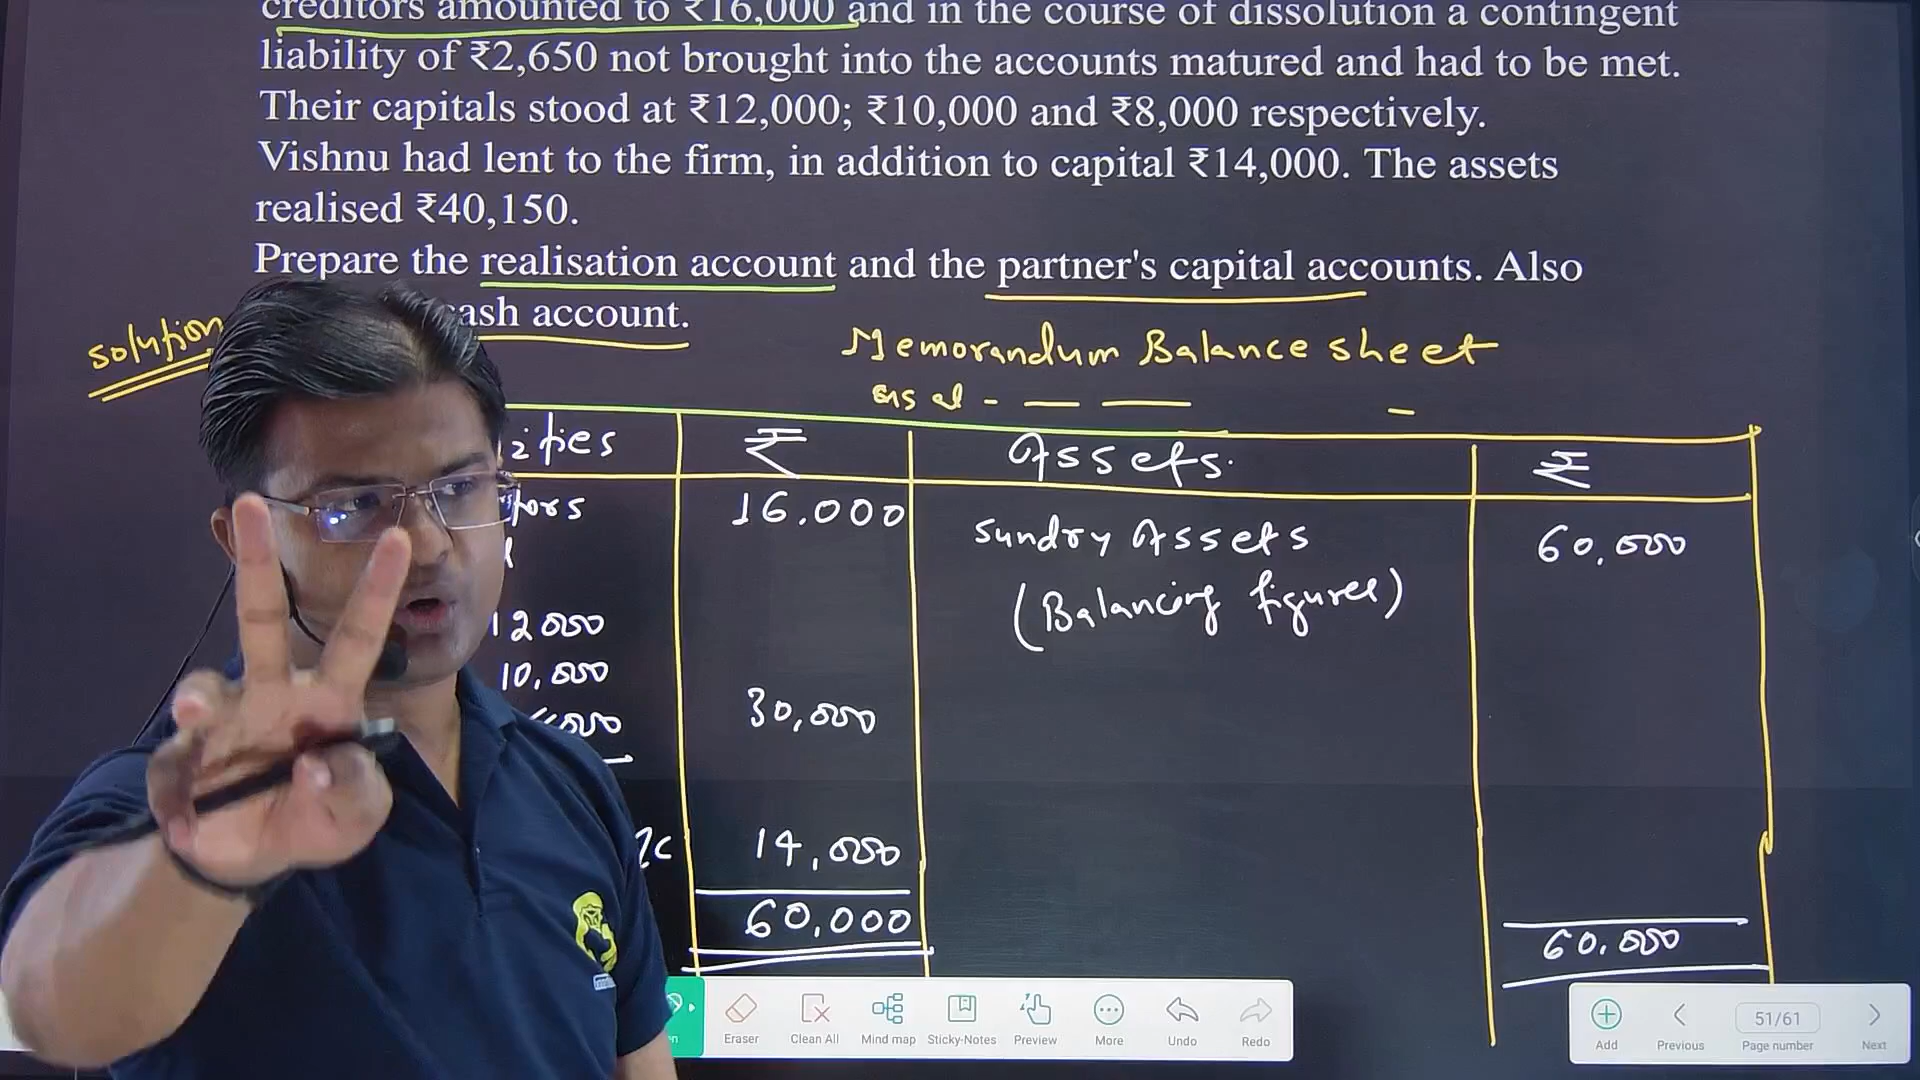 creditors amounted to ₹16,000 and in the course of dissolution a contingent
liability of ₹2,650 not brought into the accounts matured and had to be met.
Their capitals stood at ₹12,000; ₹10,000 and ₹8,000 respectively.
Vishnu had lent to the firm, in addition to capital ₹14,000. The assets
realised ₹40,150.
Prepare the realisation account and the partner's capital accounts. Also
cash account.
Solution
Memorandum Balance sheet
as at - — — —
ities ₹ Assets. ₹
tors 16.000 Sundry Assets 60,000
(Balancing figures)
12000
10,000
30,000
14,000
60,000 60.000
Eraser Clean All Mind map Sticky-Notes Preview More Undo Redo
Add Previous 51/61 Page number Next